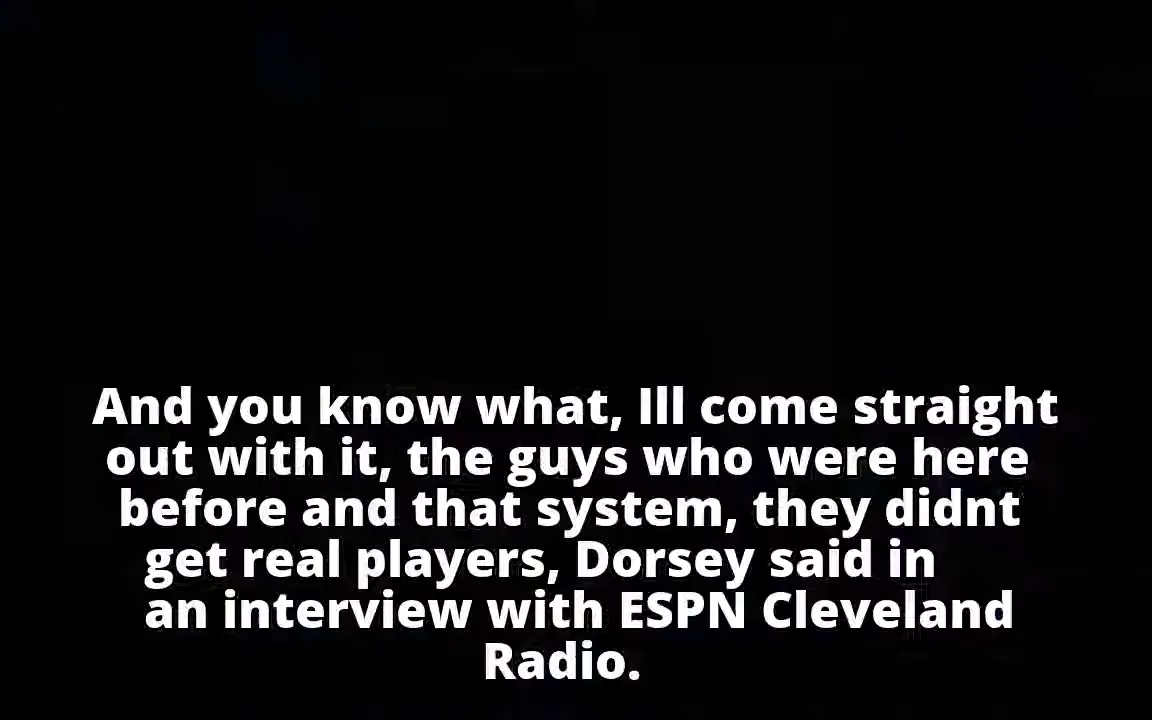 And you know what, Ill come straight
out with it, the guys who were here
before and that system, they didnt
get real players, Dorsey said in
an interview with ESPN Cleveland
Radio.